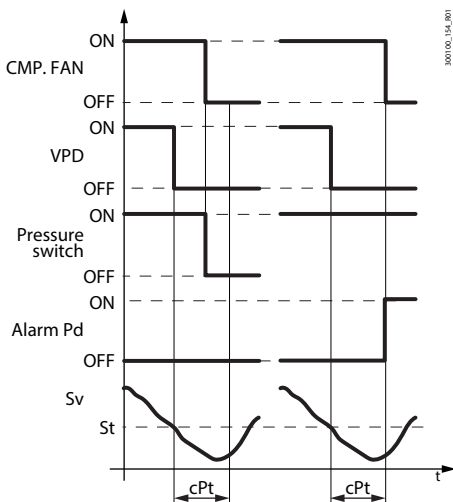 300100_154_R01
ON
CMP. FAN
OFF
ON
VPD
OFF
ON
Pressure
switch
OFF
ON
Alarm Pd
OFF
Sv
St
t
cPt
cPt